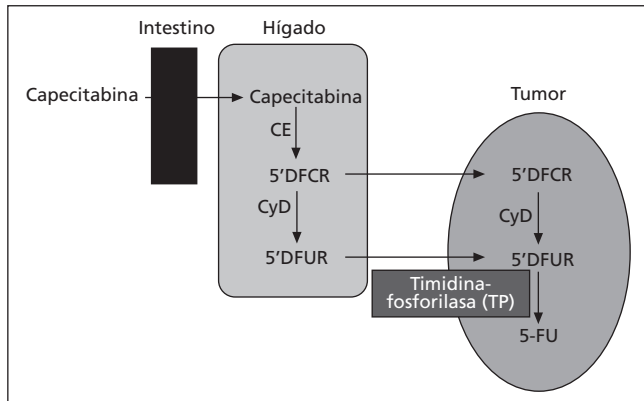 Intestino
Hígado
Capecitabina
Capecitabina
Tumor
CE
5’DFCR
5’DFCR
CyD
CyD
5’DFUR
5’DFUR
Timidina-
fosforilasa (TP)
5-FU